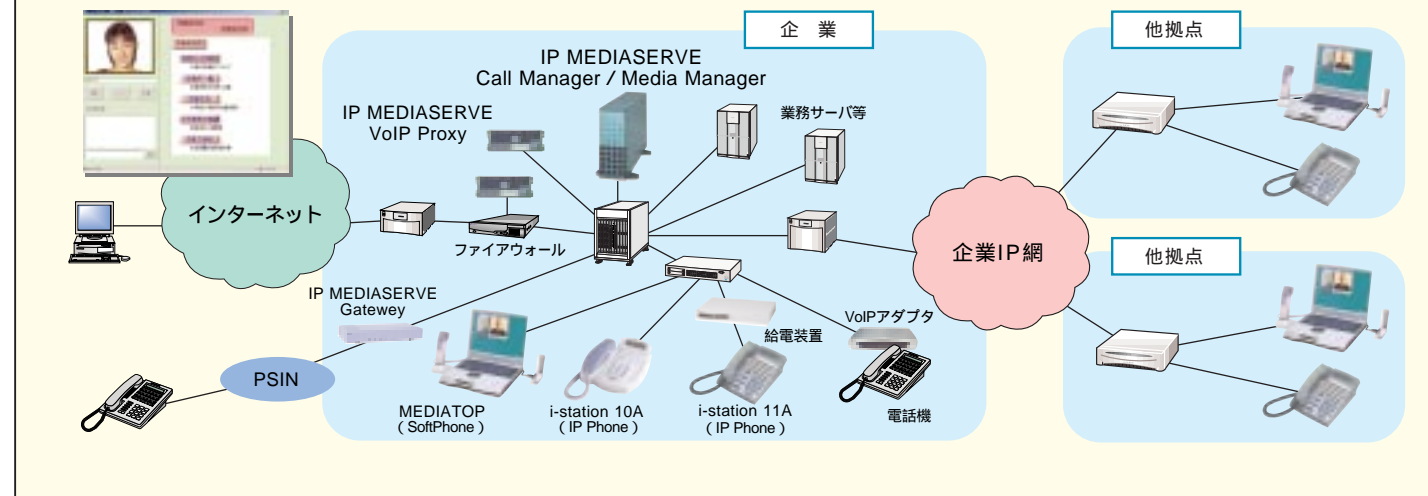 企 業
他拠点
IP MEDIASERVE
Call Manager / Media Manager
IP MEDIASERVE
VoIP Proxy
業務サーバ等
インターネット
ファイアウォール
企業IP網
他拠点
IP MEDIASERVE
Gatewey
VoIPアダプタ
給電装置
PSIN
MEDIATOP
(SoftPhone)
i-station 10A
(IP Phone)
i-station 11A
(IP Phone)
電話機